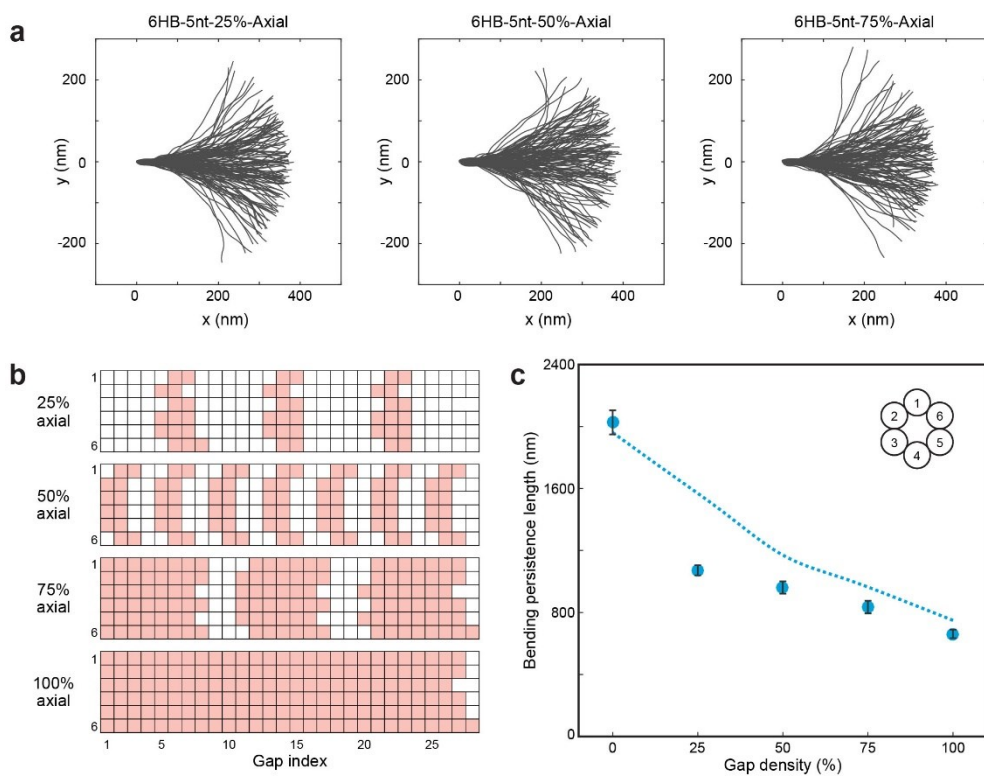 a
6HB-5nt-25%-Axial
6HB-5nt-50%-Axial
6HB-5nt-75%-Axial
y (nm)
200
0
-200
0 200 400
x (nm)
y (nm)
200
0
-200
0 200 400
x (nm)
y (nm)
200
0
-200
0 200 400
x (nm)
b
1
25%
axial
6
1
50%
axial
6
1
75%
axial
6
1
100%
axial
6
1 5 10 15 20 25
Gap index
c
Bending persistence length (nm)
2400
1600
800
0
0 25 50 75 100
Gap density (%)
1
2 6
3 5
4